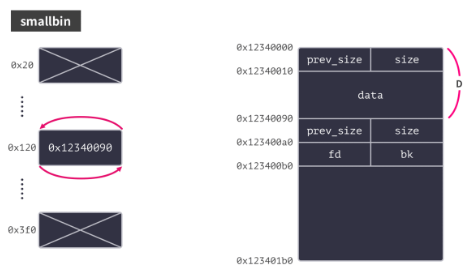 smallbin
0x20
0x120
0x12340090
0x3f0
0x12340000
prev_size size
0x12340010
data
D
0x12340090
prev_size size
0x123400a0
fd bk
0x123400b0
0x123401b0